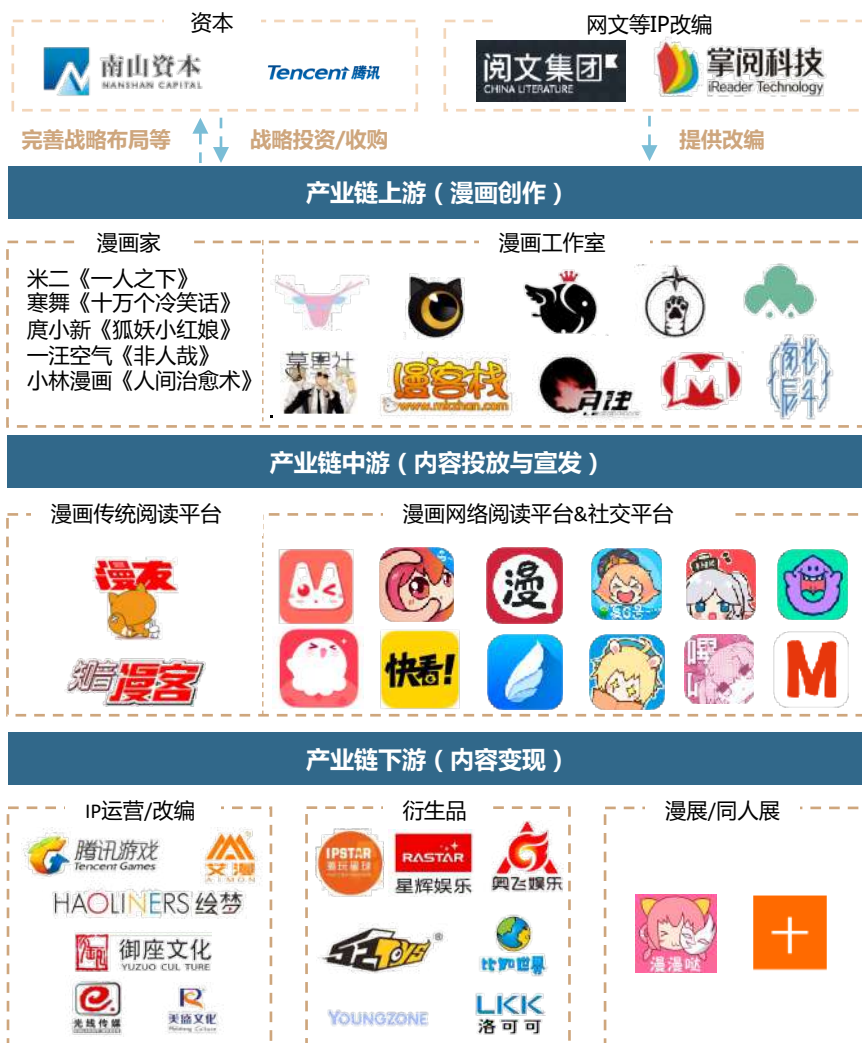 资本
网文等IP改编
南山资本
NANSHAN CAPITAL
Tencent 腾讯
阅文集团
CHINA LITERATURE
掌阅科技
iReader Technology
完善战略布局等
战略投资/收购
提供改编
产业链上游（漫画创作）
漫画家
漫画工作室
米二《一人之下》
寒舞《十万个冷笑话》
庹小新《狐妖小红娘》
一汪空气《非人哉》
小林漫画《人间治愈术》
漫客栈
www.mkzhan.com
M
产业链中游（内容投放与宣发）
漫画传统阅读平台
漫画网络阅读平台&社交平台
漫友
知音漫客
漫
快看!
M
产业链下游（内容变现）
IP运营/改编
衍生品
漫展/同人展
腾讯游戏
Tencent Games
艾漫
AIMON
HAOLINERS 绘梦
御座文化
YUZUO CULTURE
光线传媒
天盛文化
IPSTAR
RASTAR
星辉娱乐
奥飞娱乐
52TOYS
比如世界
YOUNGZONE
LKK
洛可可
漫漫哒